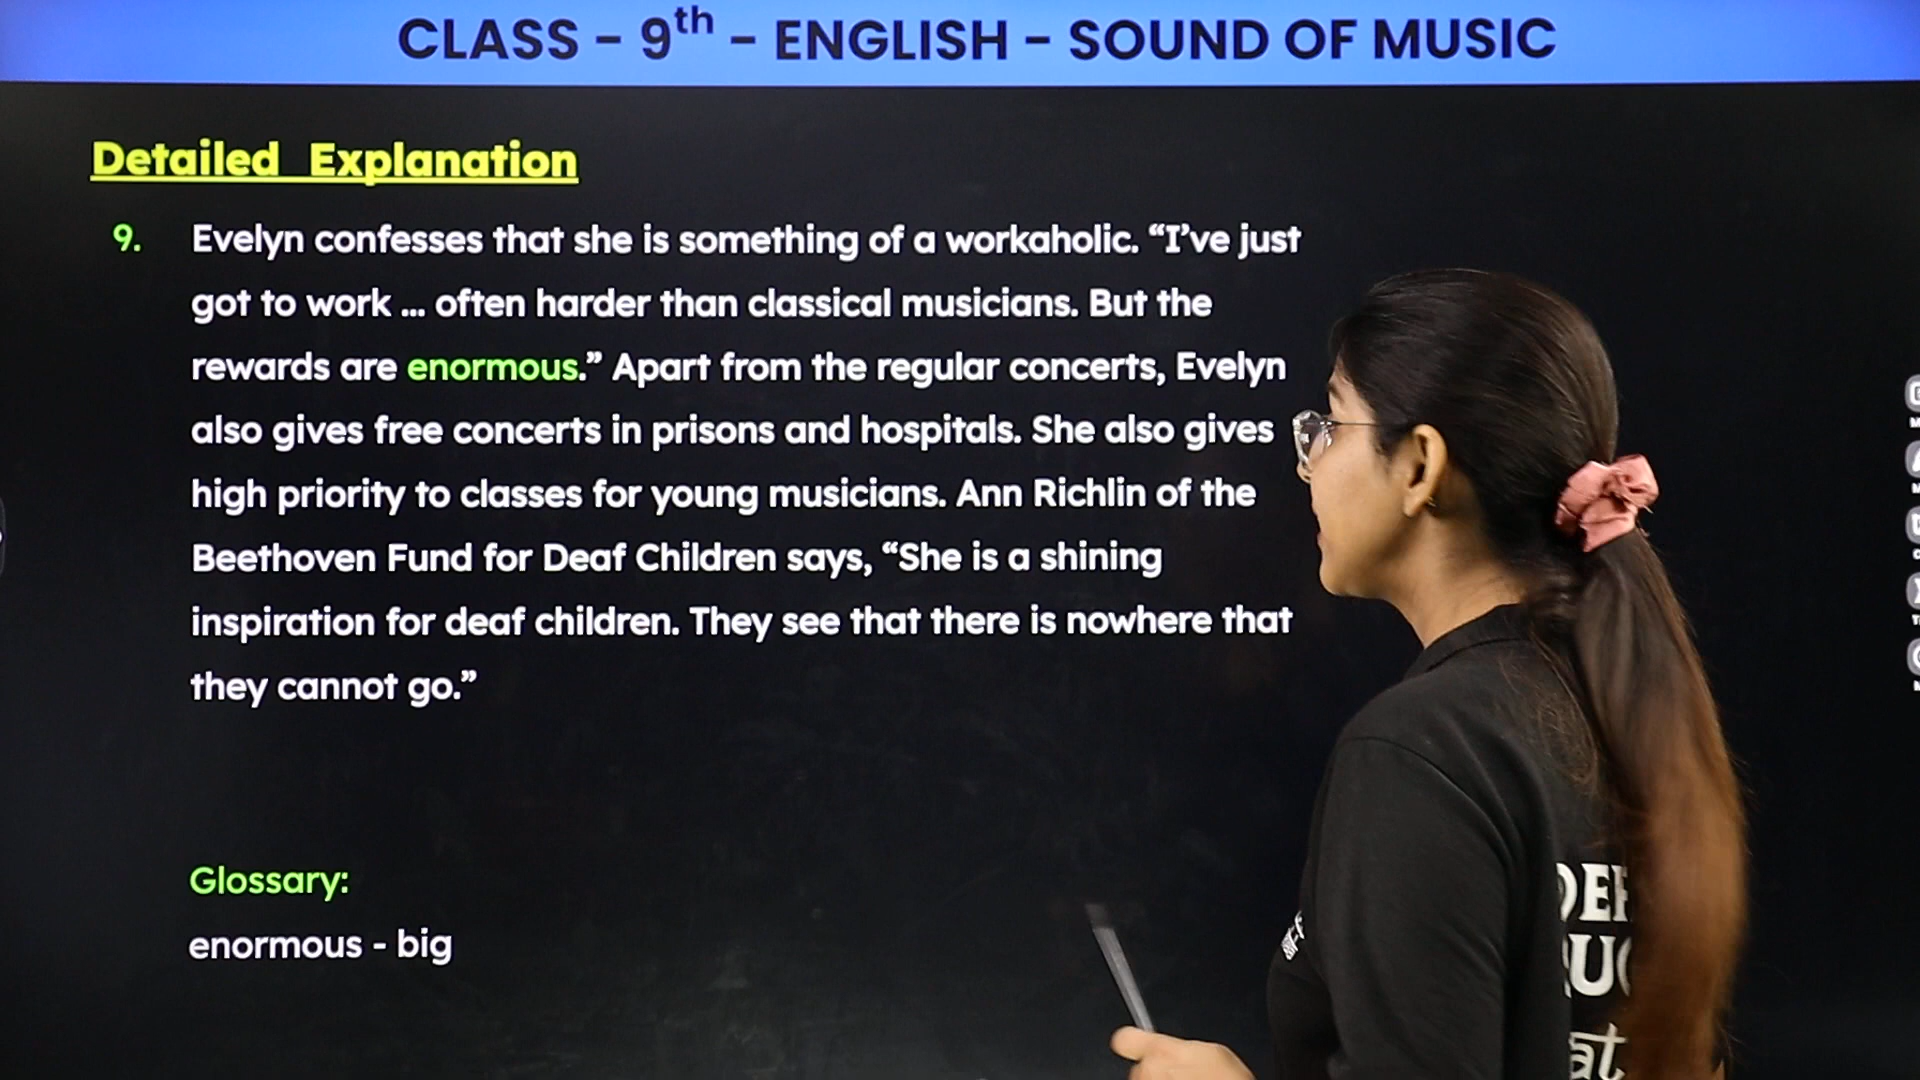 CLASS - 9th - ENGLISH - SOUND OF MUSIC
Detailed Explanation
9. Evelyn confesses that she is something of a workaholic. “I’ve just
got to work ... often harder than classical musicians. But the
rewards are enormous.” Apart from the regular concerts, Evelyn
also gives free concerts in prisons and hospitals. She also gives
high priority to classes for young musicians. Ann Richlin of the
Beethoven Fund for Deaf Children says, “She is a shining
inspiration for deaf children. They see that there is nowhere that
they cannot go.”
Glossary:
enormous - big